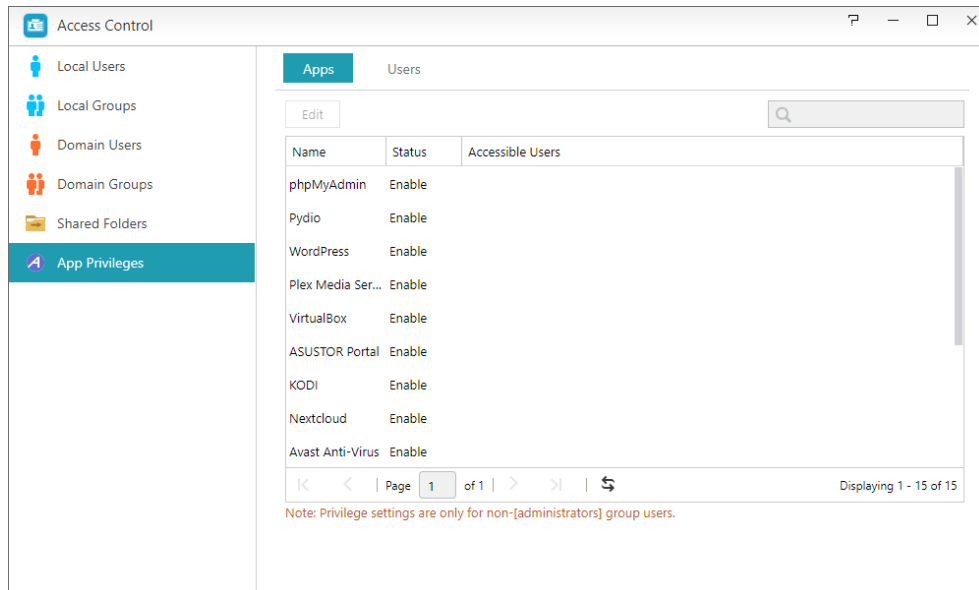 Access Control
Local Users
Local Groups
Domain Users
Domain Groups
Shared Folders
App Privileges
Apps Users
Edit
Name Status Accessible Users
phpMyAdmin Enable
Pydio Enable
WordPress Enable
Plex Media Ser... Enable
VirtualBox Enable
ASUSTOR Portal Enable
KODI Enable
Nextcloud Enable
Avast Anti-Virus Enable
Page 1 of 1 Displaying 1 - 15 of 15
Note: Privilege settings are only for non-[administrators] group users.